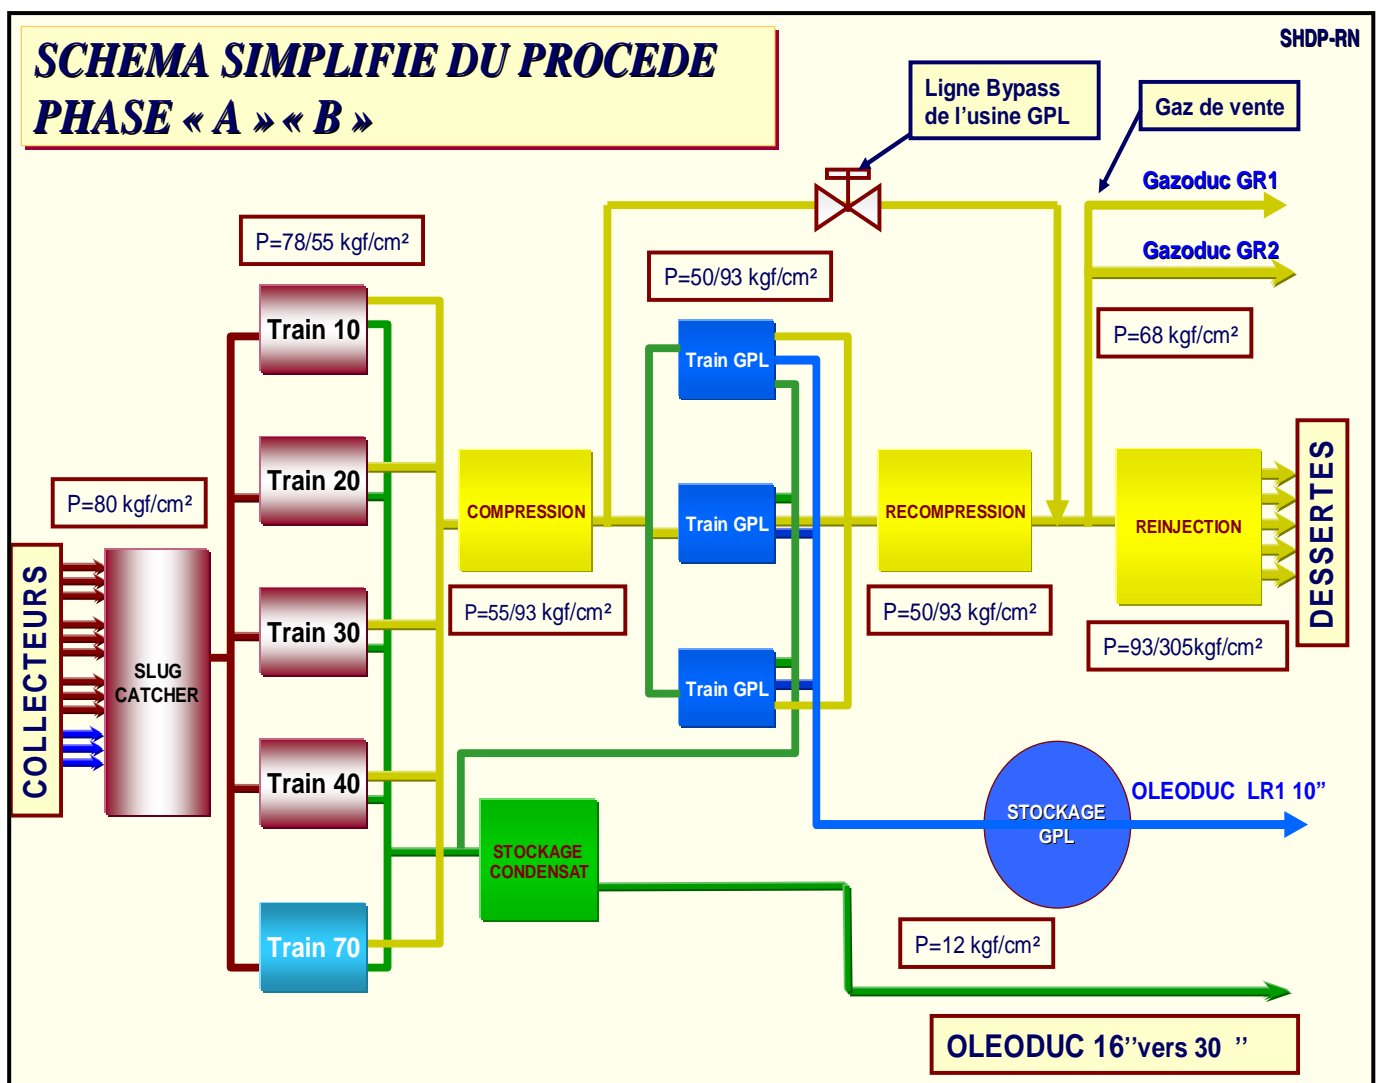 SCHEMA SIMPLIFIE DU PROCEDE
PHASE « A » « B »
SHDP-RN
Ligne Bypass
de l’usine GPL
Gaz de vente
Gazoduc GR1
Gazoduc GR2
P=78/55 kgf/cm²
P=50/93 kgf/cm²
P=68 kgf/cm²
Train 10
Train GPL
Train 20
Train GPL
P=80 kgf/cm²
COMPRESSION
RECOMPRESSION
REINJECTION
DESSERTES
COLLECTEURS
SLUG
CATCHER
Train 30
P=55/93 kgf/cm²
P=50/93 kgf/cm²
P=93/305kgf/cm²
Train GPL
Train 40
STOCKAGE
CONDENSAT
STOCKAGE
GPL
OLEODUC LR1 10’’
Train 70
P=12 kgf/cm²
OLEODUC 16’’vers 30 ’’